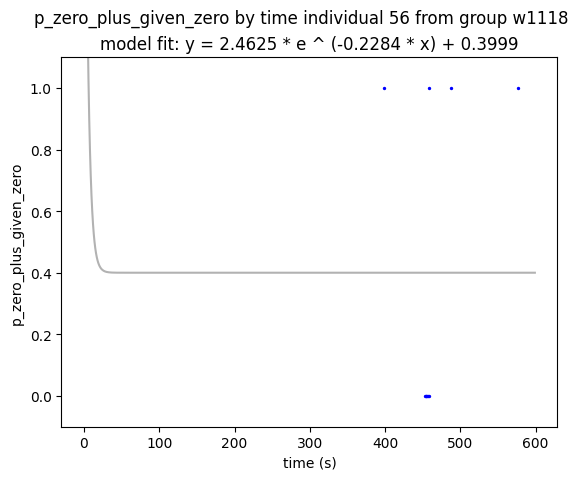 p_zero_plus_given_zero by time individual 56 from group w1118
model fit: y = 2.4625 * e ^ (-0.2284 * x) + 0.3999
p_zero_plus_given_zero
1.0
0.8
0.6
0.4
0.2
0.0
0 100 200 300 400 500 600
time (s)